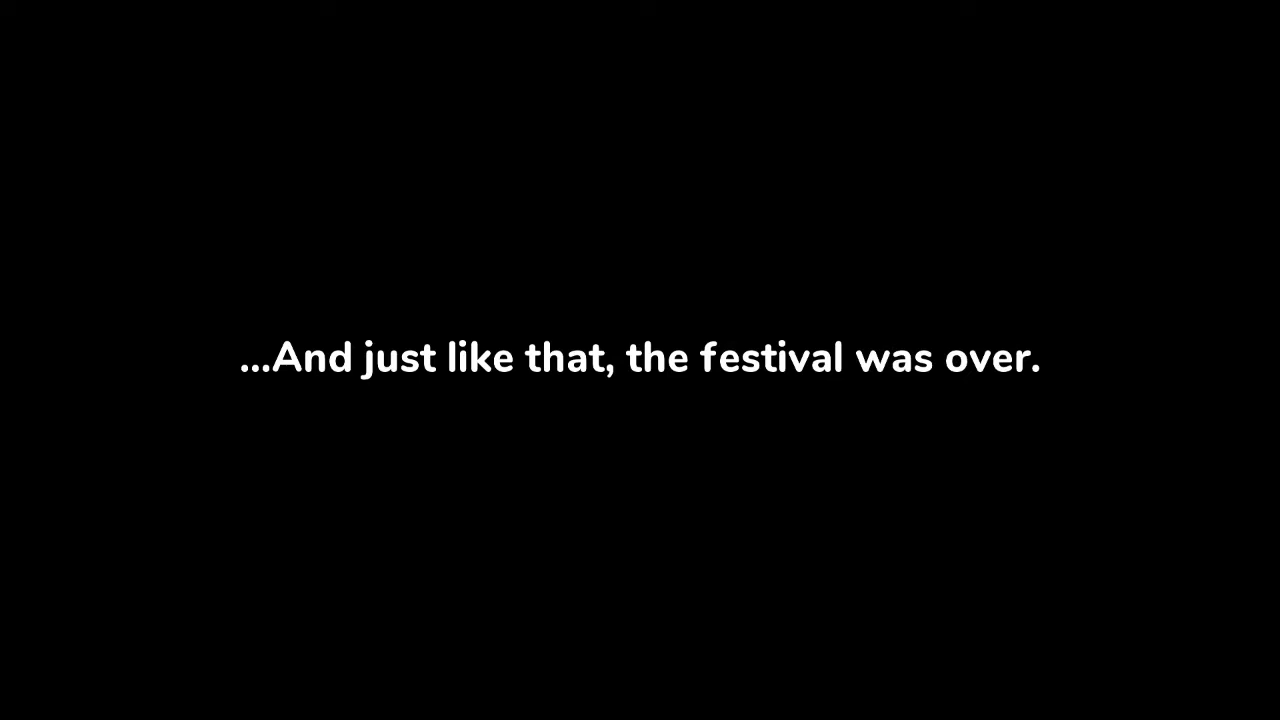 ...And just like that, the festival was over.